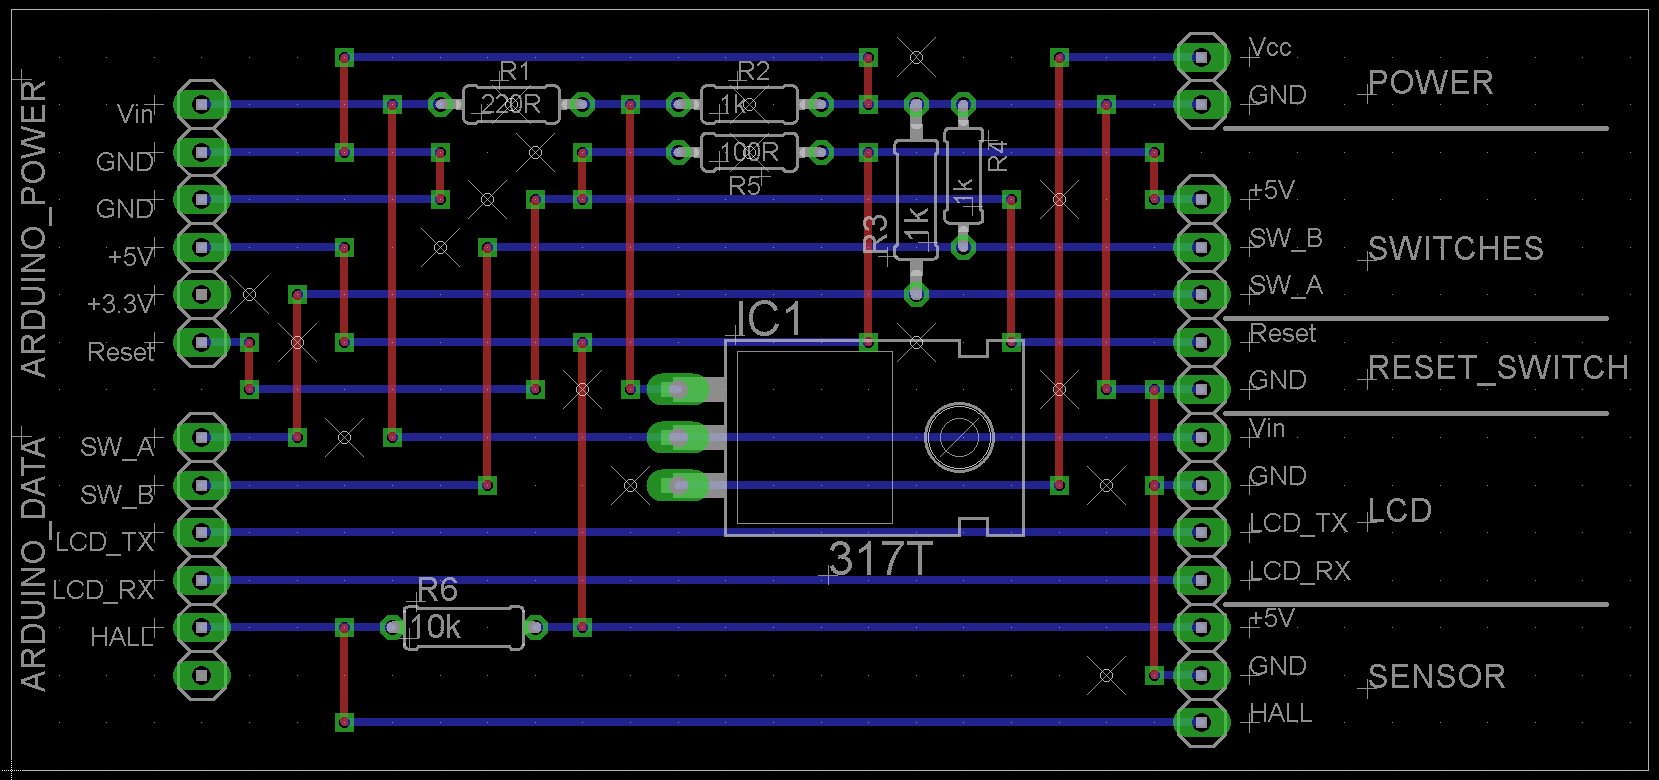 ARDUINO_POWER
Vin
GND
GND
+5V
+3.3V
Reset
ARDUINO_DATA
SW_A
SW_B
LCD_TX
LCD_RX
HALL
R1
220R
R2
1k
100R
R5
R3
1k
R4
1k
IC1
317T
R6
10k
Vcc
GND
POWER
+5V
SW_B
SW_A
SWITCHES
Reset
GND
RESET_SWITCH
Vin
GND
LCD_TX
LCD_RX
LCD
+5V
GND
HALL
SENSOR